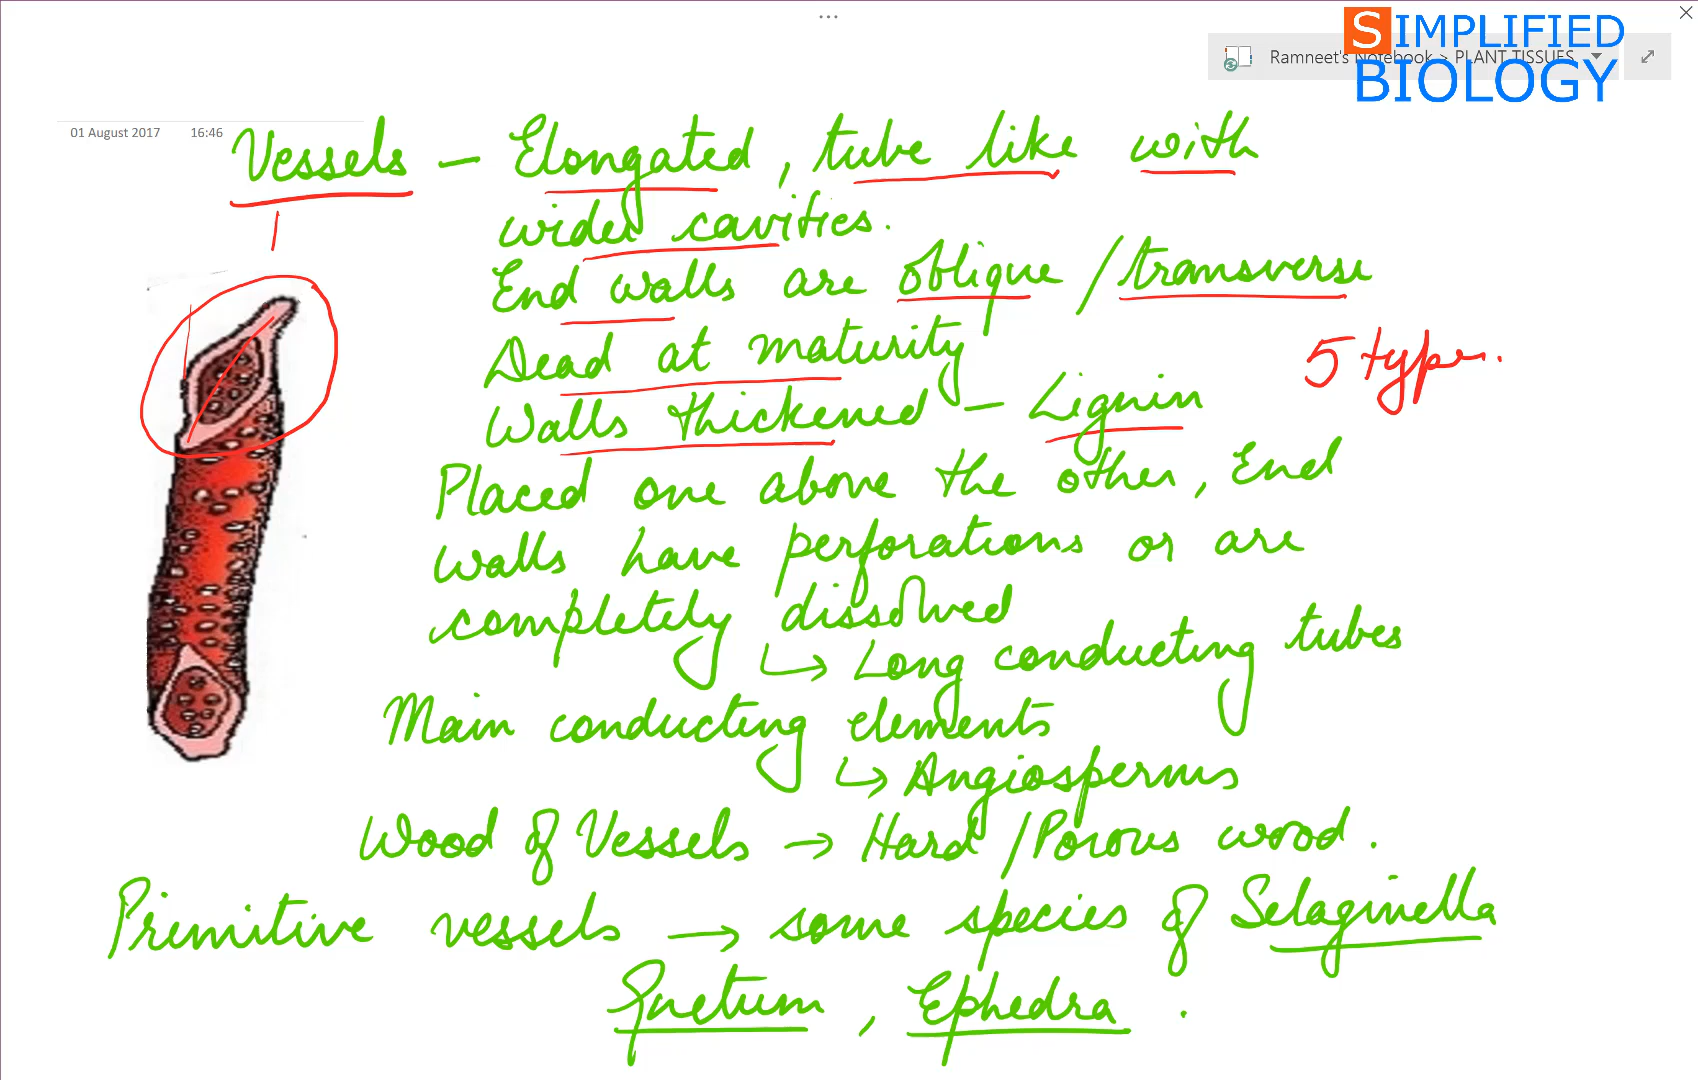 SIMPLIFIED
BIOLOGY
Ramneet's Notebook > PLANT TISSUES
01 August 2017 16:46
Vessels - Elongated, tube like with
wider cavities.
End walls are oblique / transverse
Dead at maturity
5 type.
Walls thickened - Lignin
Placed one above the other, End
walls have perforations or are
completely dissolved
↳ Long conducting tubes
Main conducting elements
↳ Angiosperms
Wood of Vessels → Hard / Porous wood.
Primitive vessels → some species of Selaginella
Gnetum, Ephedra.